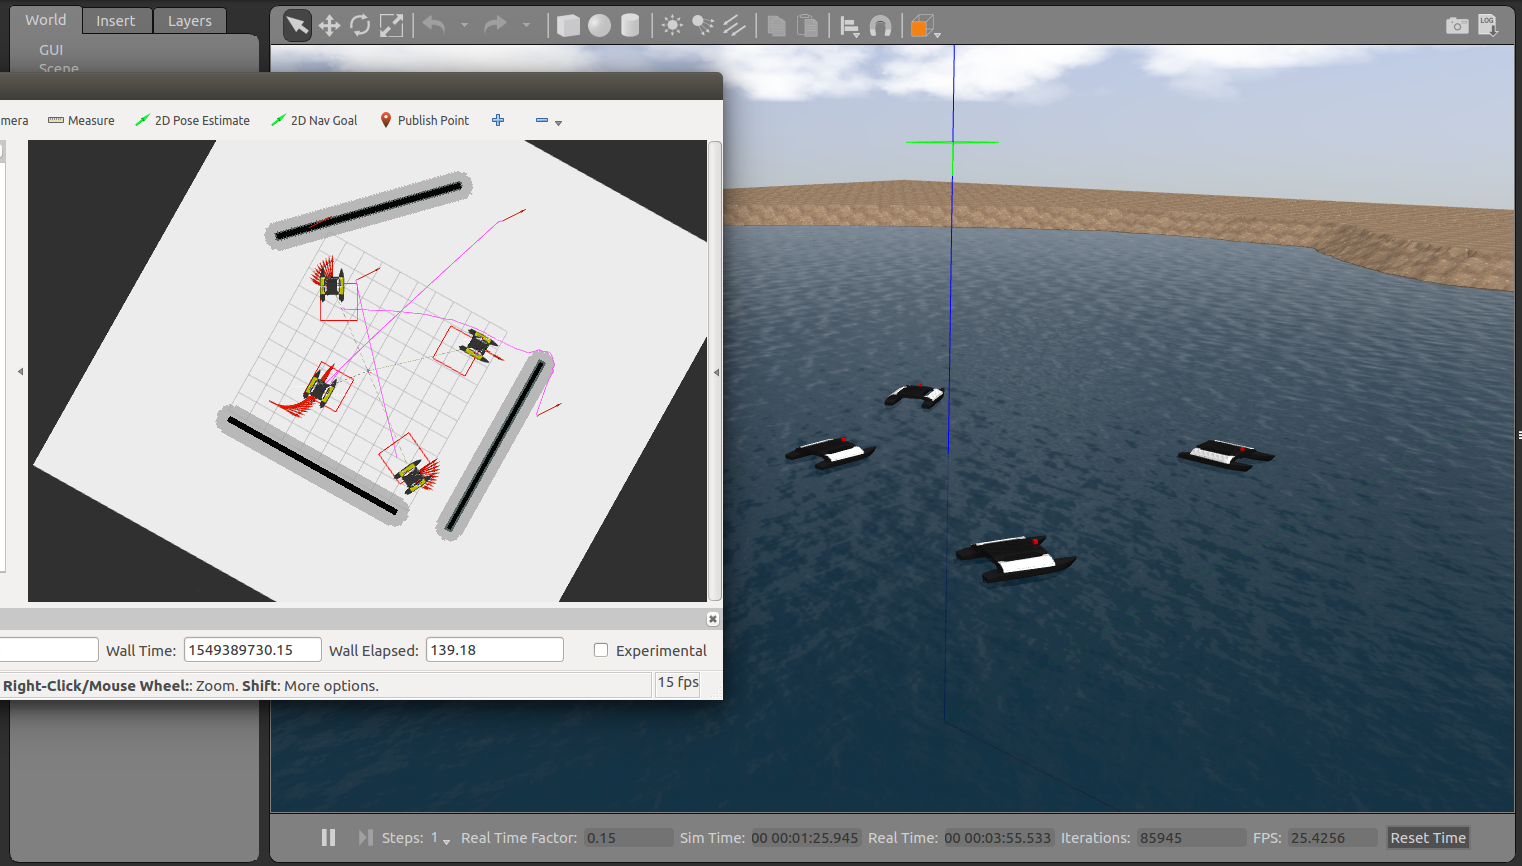 World Insert Layers
GUI
Scene
LOG
mera Measure 2D Pose Estimate 2D Nav Goal Publish Point
Wall Time: 1549389730.15 Wall Elapsed: 139.18 Experimental
Right-Click/Mouse Wheel:: Zoom. Shift: More options. 15 fps
Steps: 1 Real Time Factor: 0.15 Sim Time: 00 00:01:25.945 Real Time: 00 00:03:55.533 Iterations: 85945 FPS: 25.4256 Reset Time